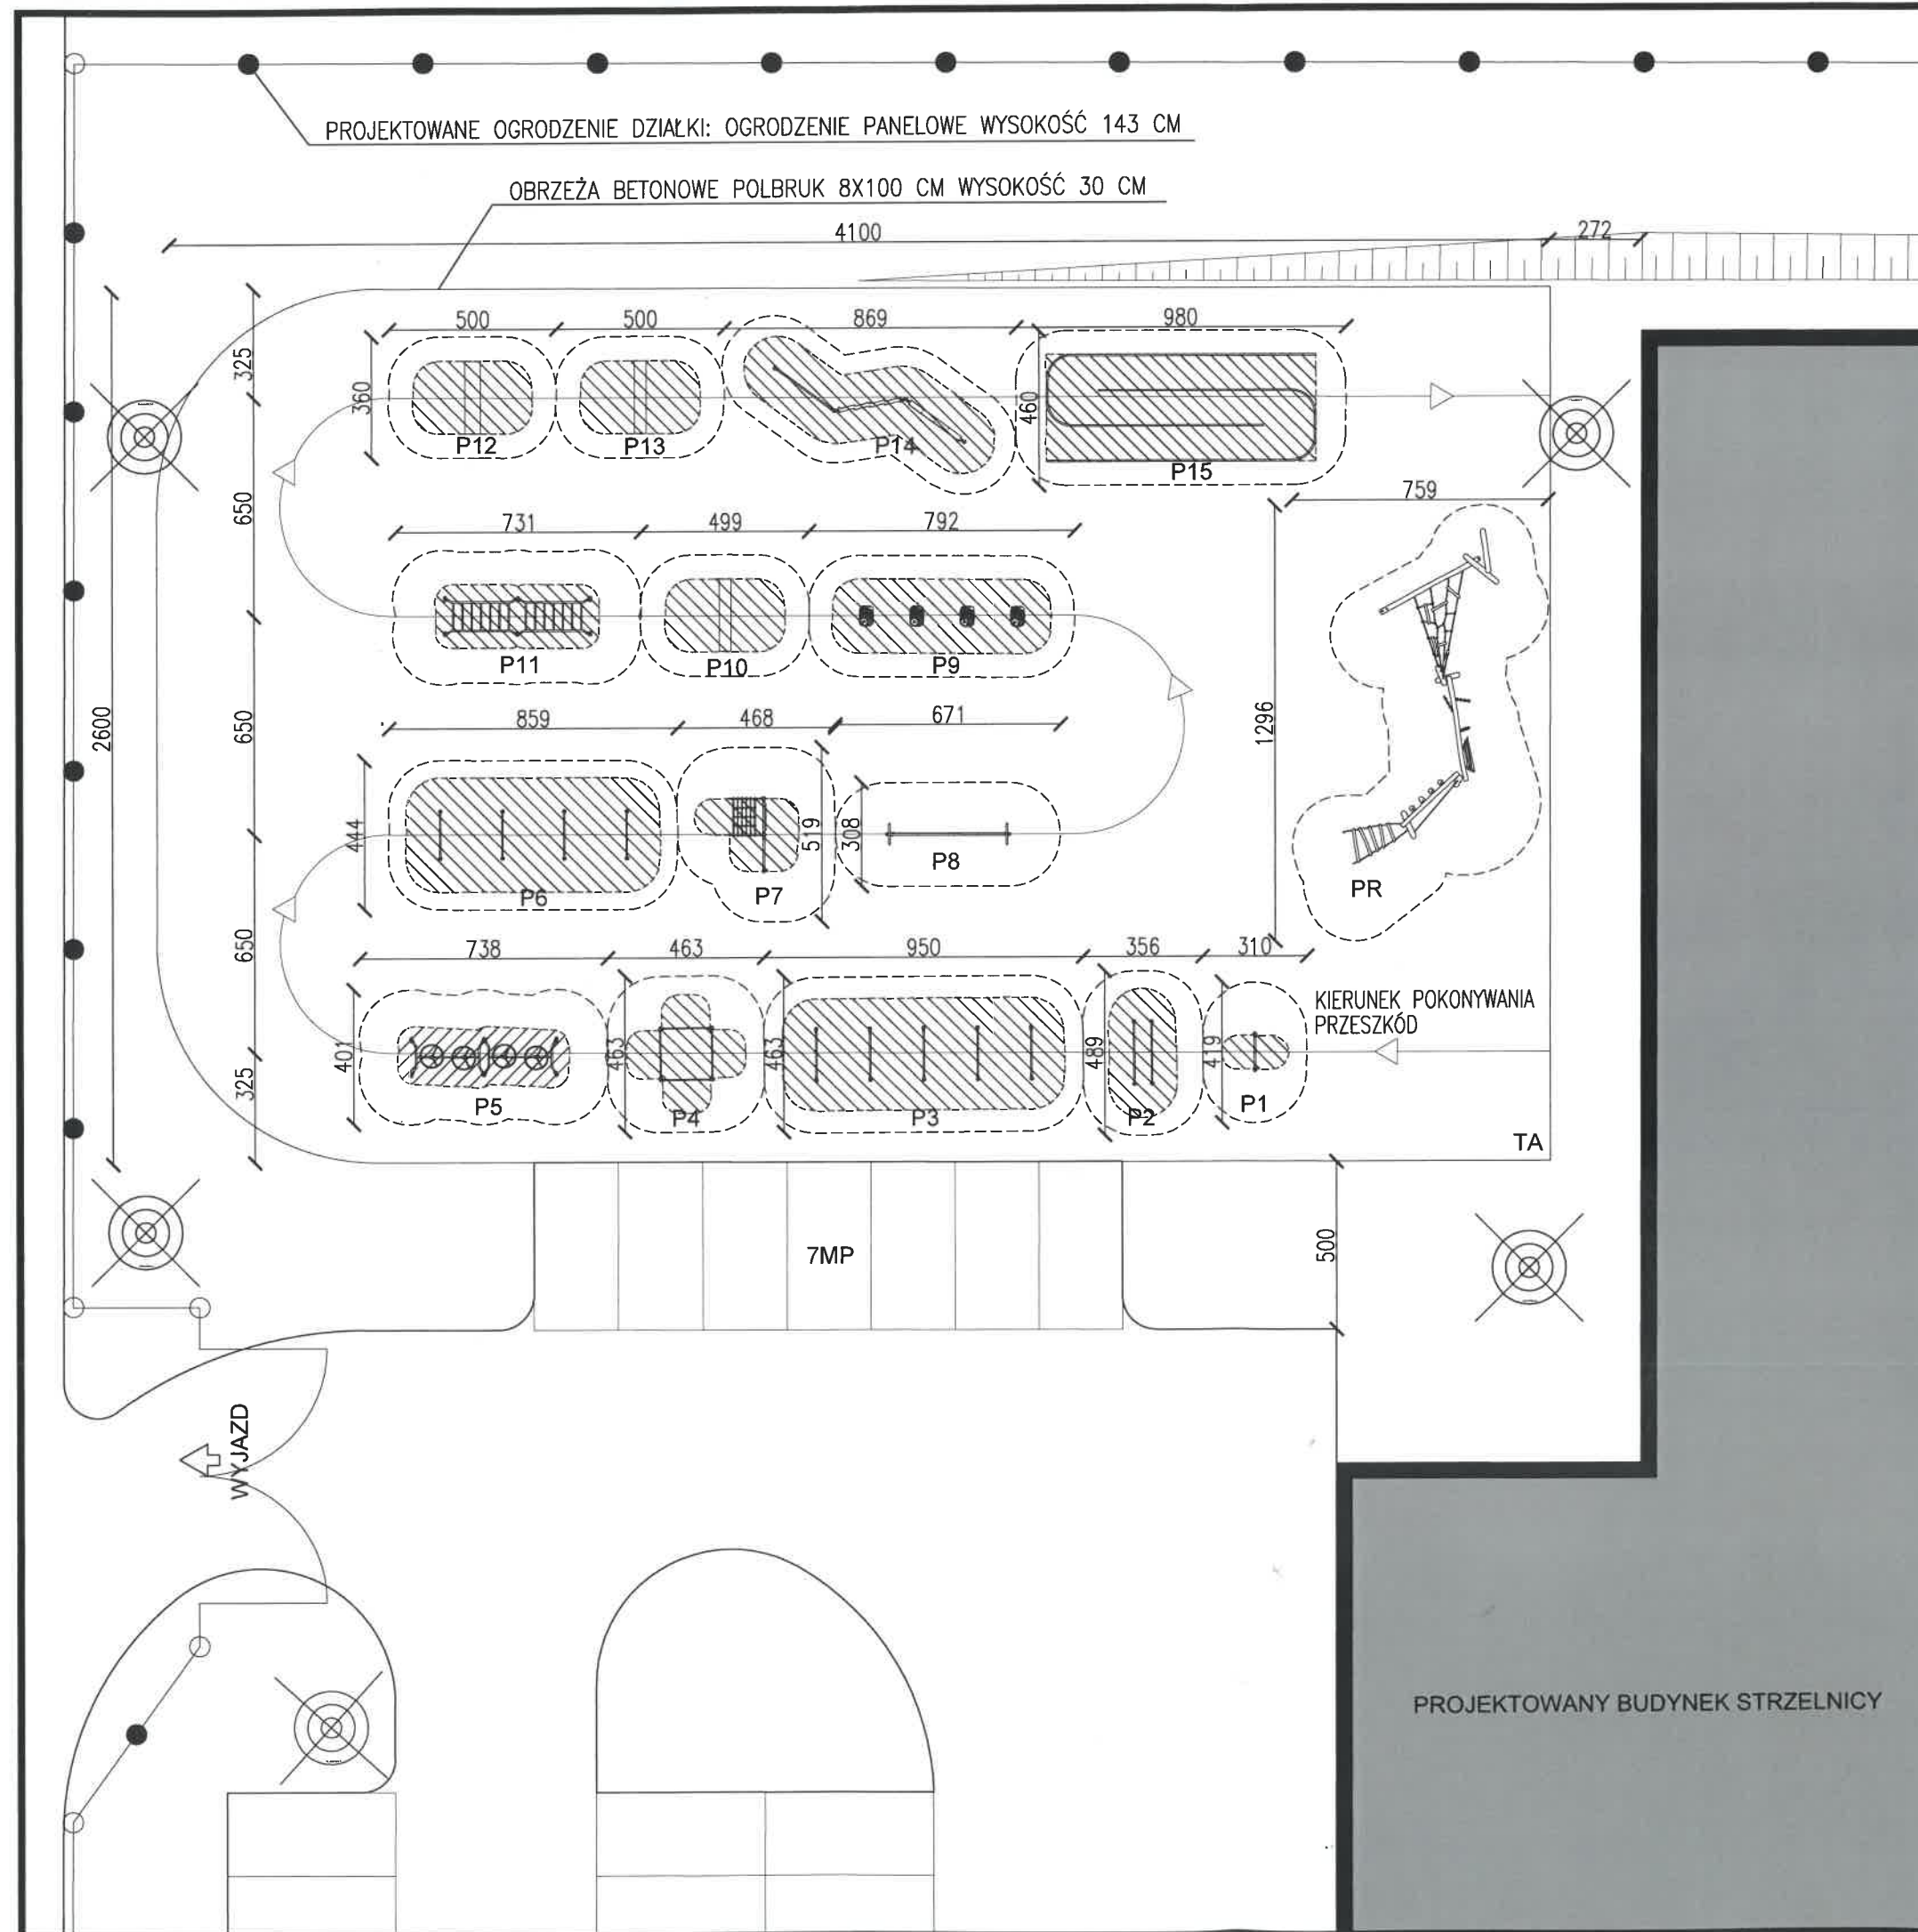 PROJEKTOWANE OGRODZENIE DZIAŁKI: OGRODZENIE PANELOWE WYSOKOŚĆ 143 CM
OBRZEŻA BETONOWE POLBRUK 8X100 CM WYSOKOŚĆ 30 CM
4100
272
500
500
869
980
325
360
460
P12
P13
P14
P15
759
650
731
499
792
P11
P10
P9
2600
650
859
468
671
1296
444
519
308
P6
P7
P8
PR
650
738
463
950
356
310
KIERUNEK POKONYWANIA
PRZESZKÓD
401
463
463
489
419
325
P5
P4
P3
P2
P1
TA
7MP
500
WYJAZD
PROJEKTOWANY BUDYNEK STRZELNICY